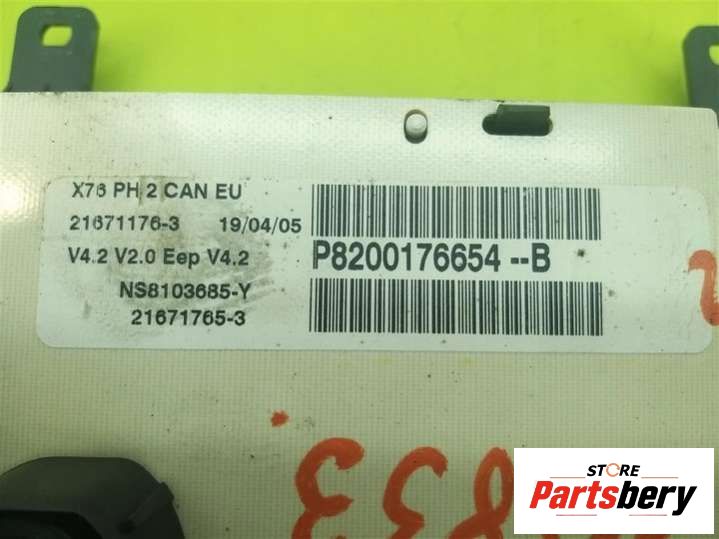 X76 PH 2 CAN EU
21671176-3 19/04/05
V4.2 V2.0 Eep V4.2
P8200176654 --B
NS8103685-Y
21671765-3
833
STORE
Partsbery